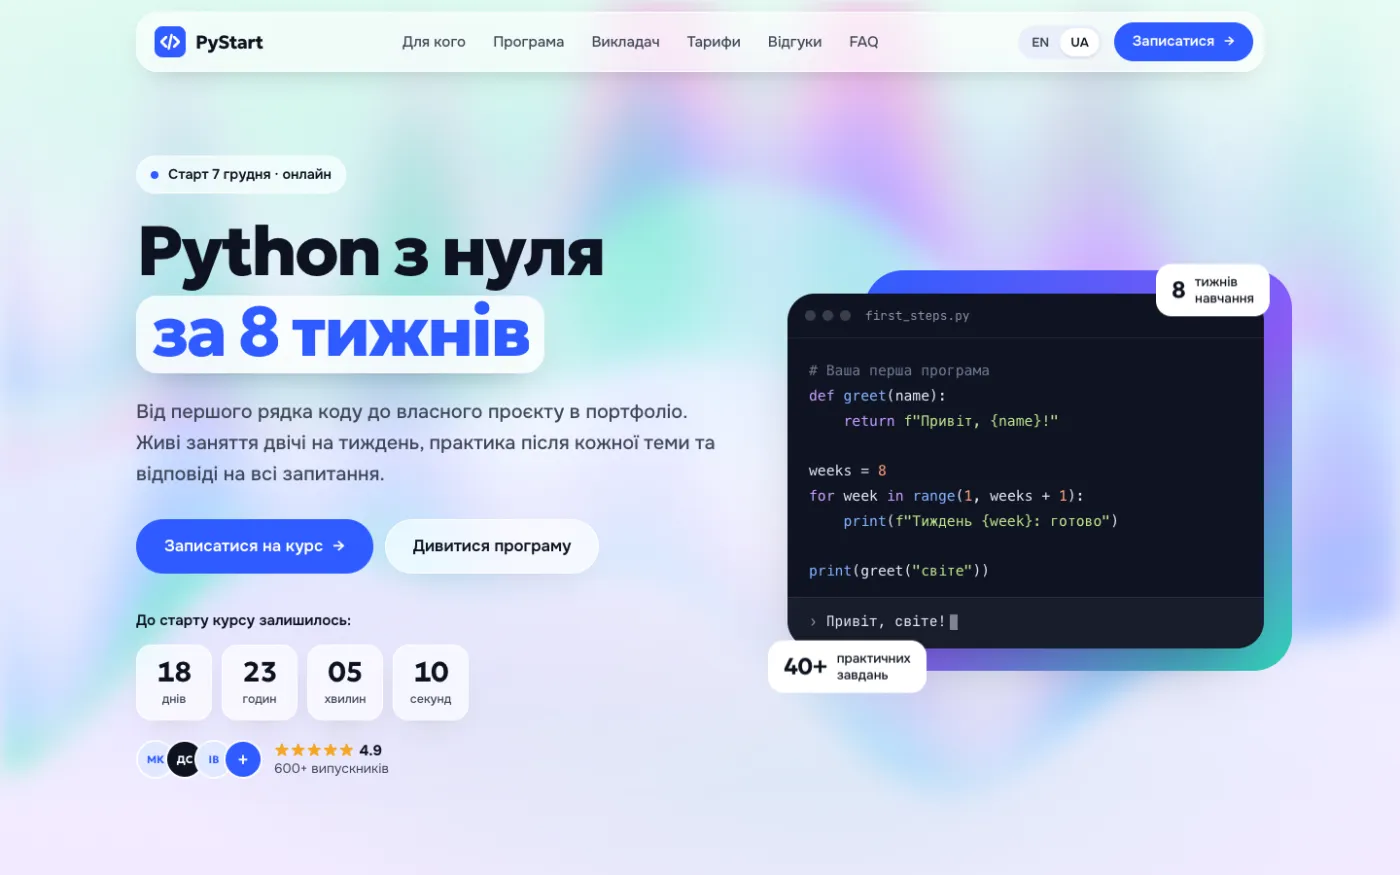 PyStart
Для кого
Програма
Викладач
Тарифи
Відгуки
FAQ
EN
UA
Записатися →
Старт 7 грудня · онлайн
Python з нуля
за 8 тижнів
Від першого рядка коду до власного проєкту в портфоліо.
Живі заняття двічі на тиждень, практика після кожної теми та
відповіді на всі запитання.
Записатися на курс →
Дивитися програму
До старту курсу залишилось:
18
днів
23
годин
05
хвилин
10
секунд
МК
ДС
ІВ
+
★★★★★ 4.9
600+ випускників
8
тижнів
навчання
first_steps.py
# Ваша перша програма
def greet(name):
    return f"Привіт, {name}!"
weeks = 8
for week in range(1, weeks + 1):
    print(f"Тиждень {week}: готово")
print(greet("світе"))
› Привіт, світе!
40+
практичних
завдань